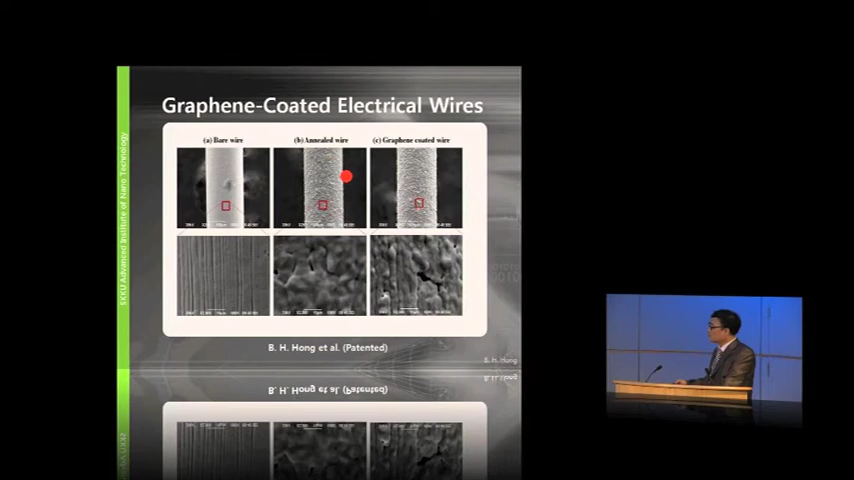 Graphene-Coated Electrical Wires
(a) Bare wire
(b) Annealed wire
(c) Graphene coated wire
B. H. Hong et al. (Patented)
B. H. Hong
SKKU Advanced Institute of Nano Technology